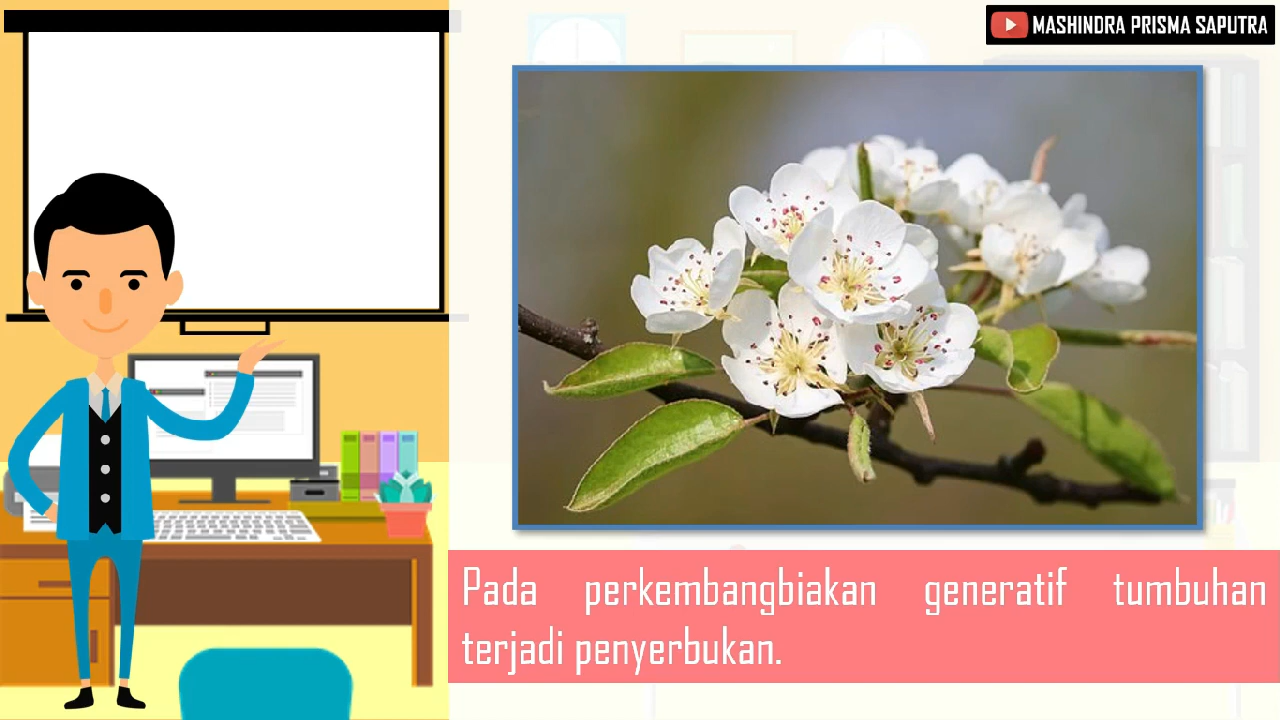 MASHINDRA PRISMA SAPUTRA
Pada perkembangbiakan generatif tumbuhan
terjadi penyerbukan.